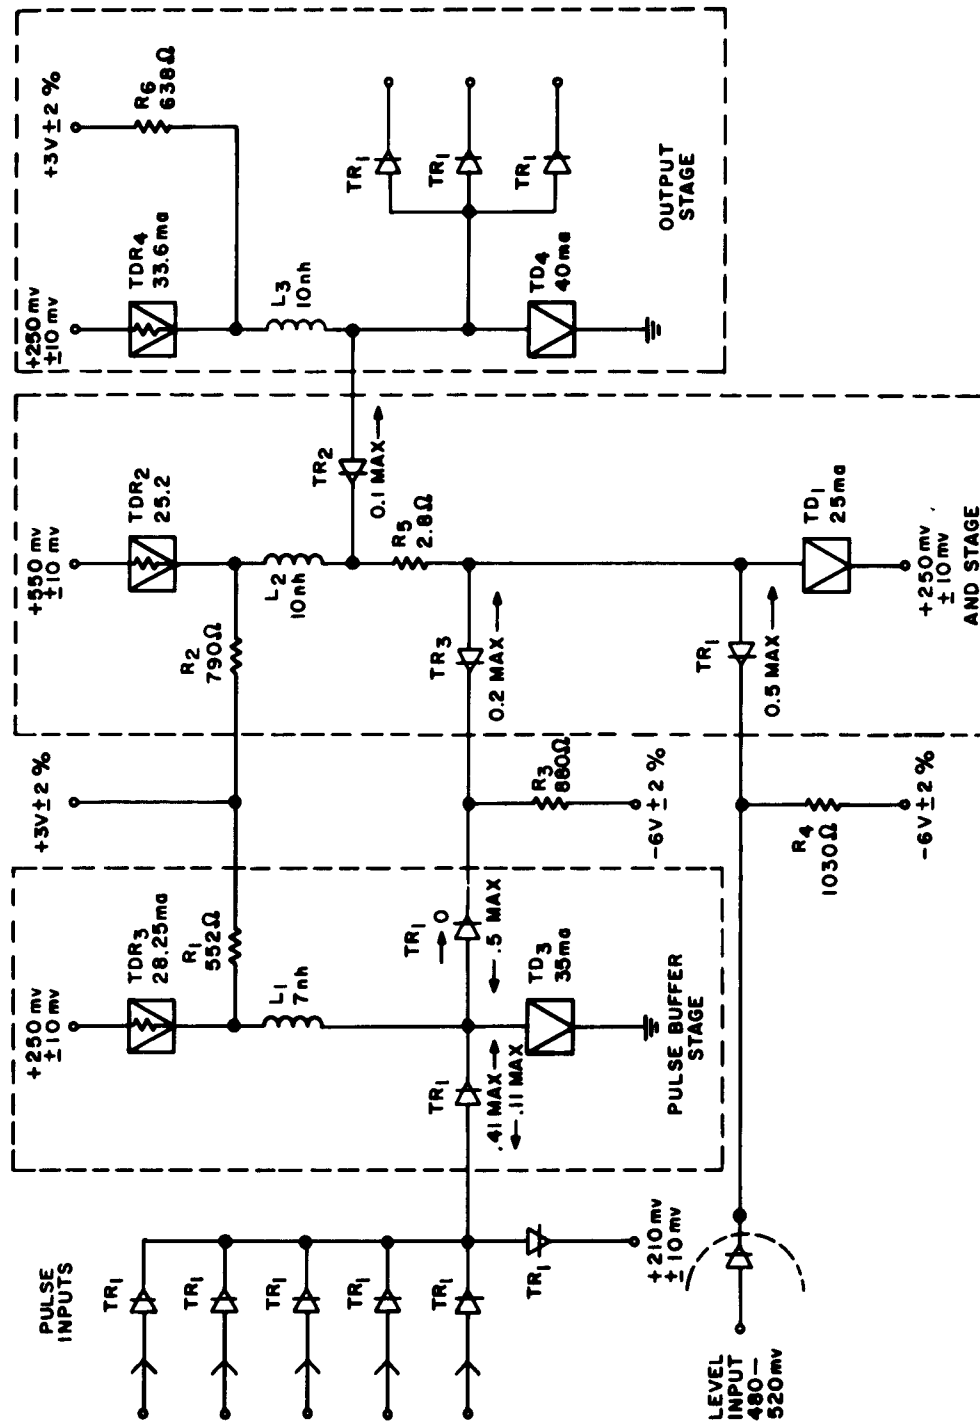 PULSE
INPUTS
TR1
TR1
TR1
TR1
TR1
TR1
+210mv
±10mv
LEVEL
INPUT
480–
520mv
+250mv
±10mv
TDR3
28.25ma
R1
552Ω
L1
7nh
TR1
.41 MAX→
←.11 MAX
TR1
→0
←.5 MAX
TD3
35ma
PULSE BUFFER
STAGE
+3V±2%
R3
880Ω
-6V±2%
R4
1030Ω
-6V±2%
+550mv
±10mv
TDR2
25.2
R2
790Ω
L2
10nh
TR2
0.1 MAX→
R5
2.8Ω
TR3
0.2 MAX→
TR1
0.5 MAX→
TD1
25ma
+250mv
±10mv
AND STAGE
+250mv
±10mv
TDR4
33.6ma
+3V±2%
R6
638Ω
L3
10nh
TR1
TR1
TR1
TD4
40ma
OUTPUT
STAGE